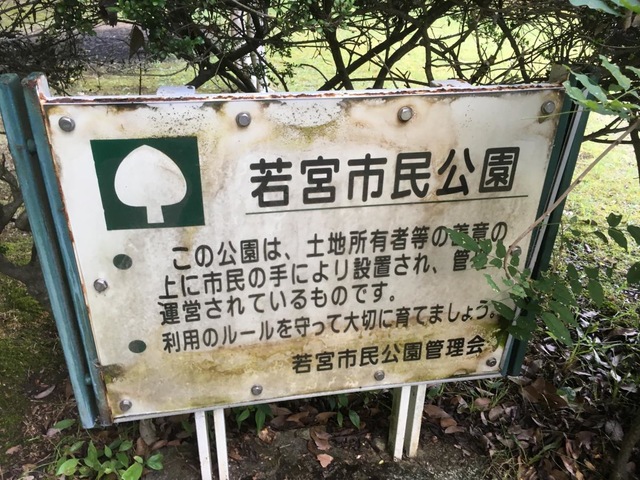 若宮市民公園
この公園は、土地所有者等の善意の
上に市民の手により設置され、管
運営されているものです。
利用のルールを守って大切に育てましょう。
若宮市民公園管理会